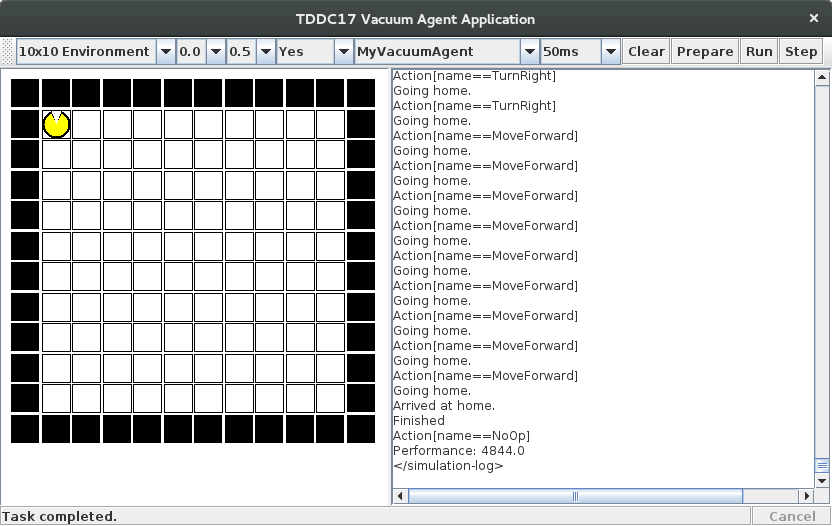 TDDC17 Vacuum Agent Application
10x10 Environment 0.0 0.5 Yes MyVacuumAgent 50ms Clear Prepare Run Step
Action[name==TurnRight]
Going home.
Action[name==TurnRight]
Going home.
Action[name==MoveForward]
Going home.
Action[name==MoveForward]
Going home.
Action[name==MoveForward]
Going home.
Action[name==MoveForward]
Going home.
Action[name==MoveForward]
Going home.
Action[name==MoveForward]
Going home.
Action[name==MoveForward]
Going home.
Action[name==MoveForward]
Going home.
Action[name==MoveForward]
Going home.
Arrived at home.
Finished
Action[name==NoOp]
Performance: 4844.0
</simulation-log>
Task completed.
Cancel